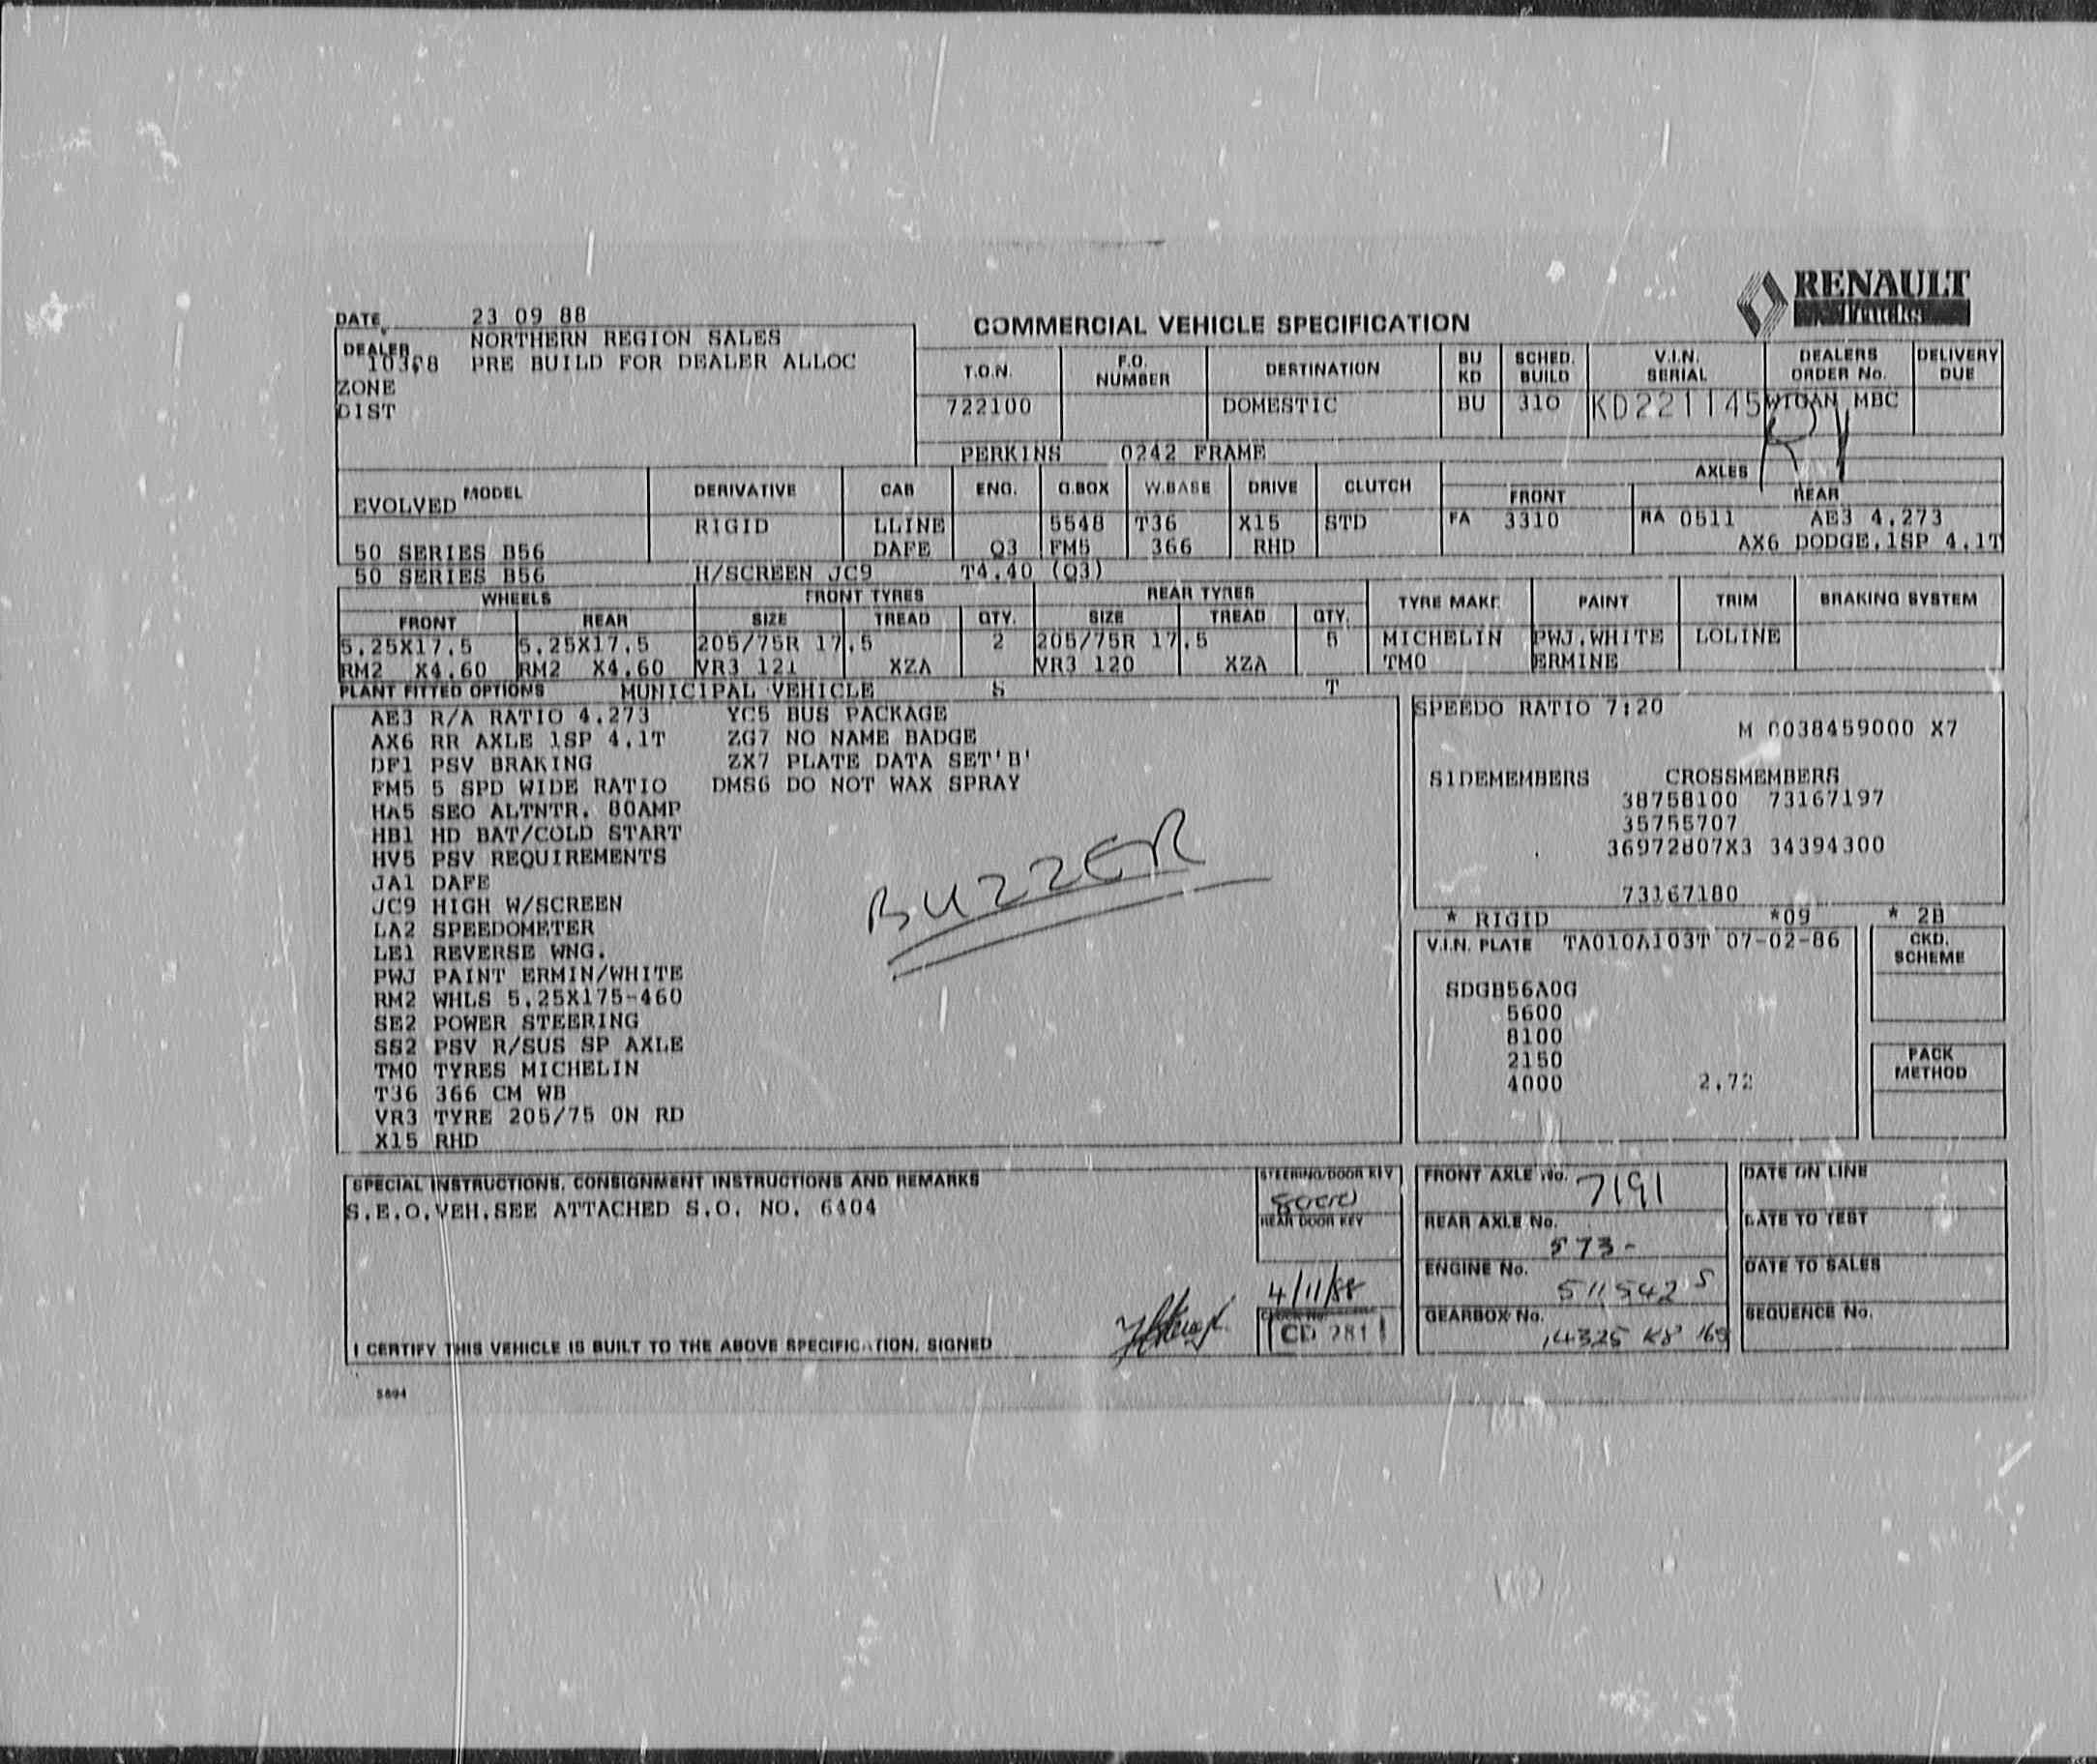 RENAULT
Trucks
DATE 23 09 88
COMMERCIAL VEHICLE SPECIFICATION
DEALER NORTHERN REGION SALES
PRE BUILD FOR DEALER ALLOC
ZONE
DIST
T.O.N. F.O. NUMBER DESTINATION BU KD SCHED. BUILD V.I.N. SERIAL DEALERS ORDER No. DELIVERY DUE
722100 DOMESTIC BU 310 KD221145 WIGAN MBC
PERKINS 0242 FRAME
MODEL DERIVATIVE CAB ENG. G.BOX W.BASE DRIVE CLUTCH AXLES
FRONT REAR
EVOLVED
RIGID LLINE 5548 T36 X15 STD FA 3310 RA 0511 AE3 4.273
50 SERIES B56 DAFE Q3 FM5 366 RHD AX6 DODGE.1SP 4.1T
50 SERIES B56 H/SCREEN JC9 T4.40 (Q3)
WHEELS FRONT TYRES REAR TYRES TYRE MAKE PAINT TRIM BRAKING SYSTEM
FRONT REAR SIZE TREAD QTY. SIZE TREAD QTY.
5.25X17.5 5.25X17.5 205/75R 17.5 2 205/75R 17.5 5 MICHELIN PWJ.WHITE LOLINE
RM2 X4.60 RM2 X4.60 VR3 121 XZA VR3 120 XZA TMO ERMINE
PLANT FITTED OPTIONS MUNICIPAL VEHICLE S T
AE3 R/A RATIO 4.273 YC5 BUS PACKAGE
AX6 RR AXLE 1SP 4.1T ZG7 NO NAME BADGE
DF1 PSV BRAKING ZX7 PLATE DATA SET'B'
FM5 5 SPD WIDE RATIO DMS6 DO NOT WAX SPRAY
HA5 SEO ALTNTR. 80AMP
HB1 HD BAT/COLD START
HV5 PSV REQUIREMENTS
JA1 DAFE
JC9 HIGH W/SCREEN
LA2 SPEEDOMETER
LE1 REVERSE WNG.
PWJ PAINT ERMIN/WHITE
RM2 WHLS 5.25X175-460
SE2 POWER STEERING
SS2 PSV R/SUS SP AXLE
TMO TYRES MICHELIN
T36 366 CM WB
VR3 TYRE 205/75 ON RD
X15 RHD
BUZZER
SPEEDO RATIO 7:20
M 0038459000 X7
SIDEMEMBERS CROSSMEMBERS
38758100 73167197
35755707
36972807X3 34394300
73167180
* RIGID *09 * 2B
V.I.N. PLATE TA010A103T 07-02-86
SDGB56A0G
5600
8100
2150
4000 2.72
CKD. SCHEME
PACK METHOD
SPECIAL INSTRUCTIONS, CONSIGNMENT INSTRUCTIONS AND REMARKS
S.E.O.VEH.SEE ATTACHED S.O. NO. 6404
I CERTIFY THIS VEHICLE IS BUILT TO THE ABOVE SPECIFICATION. SIGNED
STEERING/DOOR KEY
REAR DOOR KEY
4/11/88
CD 281
FRONT AXLE No. 7191
REAR AXLE No. 573-
ENGINE No. 511542 S
GEARBOX No. 14325 K8 169
DATE ON LINE
DATE TO TEST
DATE TO SALES
SEQUENCE No.
5694